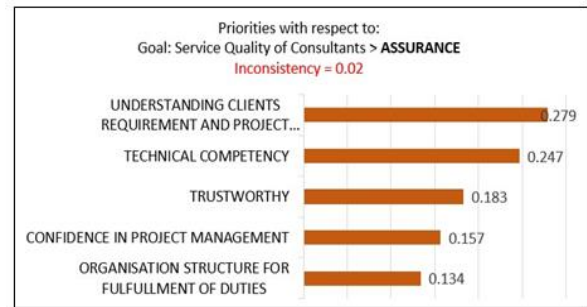 Priorities with respect to:
Goal: Service Quality of Consultants > ASSURANCE
Inconsistency = 0.02
UNDERSTANDING CLIENTS
REQUIREMENT AND PROJECT...
0.279
TECHNICAL COMPETENCY
0.247
TRUSTWORTHY
0.183
CONFIDENCE IN PROJECT MANAGEMENT
0.157
ORGANISATION STRUCTURE FOR
FULFULLMENT OF DUTIES
0.134